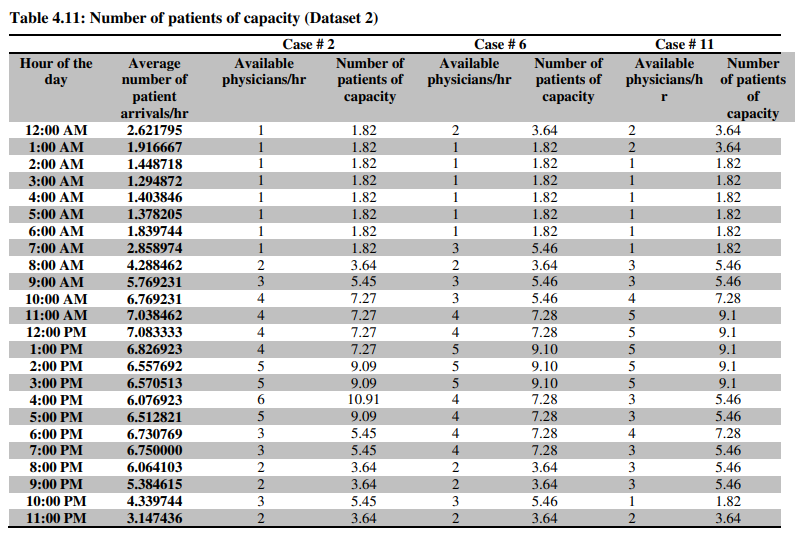 Table 4.11: Number of patients of capacity (Dataset 2)
Case # 2 Case # 6 Case # 11
Hour of the Average Available Number of Available Number of Available Number
day number of physicians/hr patients of physicians/hr patients of physicians/h of patients
patient capacity capacity r of
arrivals/hr capacity
12:00 AM 2.621795 1 1.82 2 3.64 2 3.64
1:00 AM 1.916667 1 1.82 1 1.82 2 3.64
2:00 AM 1.448718 1 1.82 1 1.82 1 1.82
3:00 AM 1.294872 1 1.82 1 1.82 1 1.82
4:00 AM 1.403846 1 1.82 1 1.82 1 1.82
5:00 AM 1.378205 1 1.82 1 1.82 1 1.82
6:00 AM 1.839744 1 1.82 1 1.82 1 1.82
7:00 AM 2.858974 1 1.82 3 5.46 1 1.82
8:00 AM 4.288462 2 3.64 2 3.64 3 5.46
9:00 AM 5.769231 3 5.45 3 5.46 3 5.46
10:00 AM 6.769231 4 7.27 3 5.46 4 7.28
11:00 AM 7.038462 4 7.27 4 7.28 5 9.1
12:00 PM 7.083333 4 7.27 4 7.28 5 9.1
1:00 PM 6.826923 4 7.27 5 9.10 5 9.1
2:00 PM 6.557692 5 9.09 5 9.10 5 9.1
3:00 PM 6.570513 5 9.09 5 9.10 5 9.1
4:00 PM 6.076923 6 10.91 4 7.28 3 5.46
5:00 PM 6.512821 5 9.09 4 7.28 3 5.46
6:00 PM 6.730769 3 5.45 4 7.28 4 7.28
7:00 PM 6.750000 3 5.45 4 7.28 3 5.46
8:00 PM 6.064103 2 3.64 2 3.64 3 5.46
9:00 PM 5.384615 2 3.64 2 3.64 3 5.46
10:00 PM 4.339744 3 5.45 3 5.46 1 1.82
11:00 PM 3.147436 2 3.64 2 3.64 2 3.64